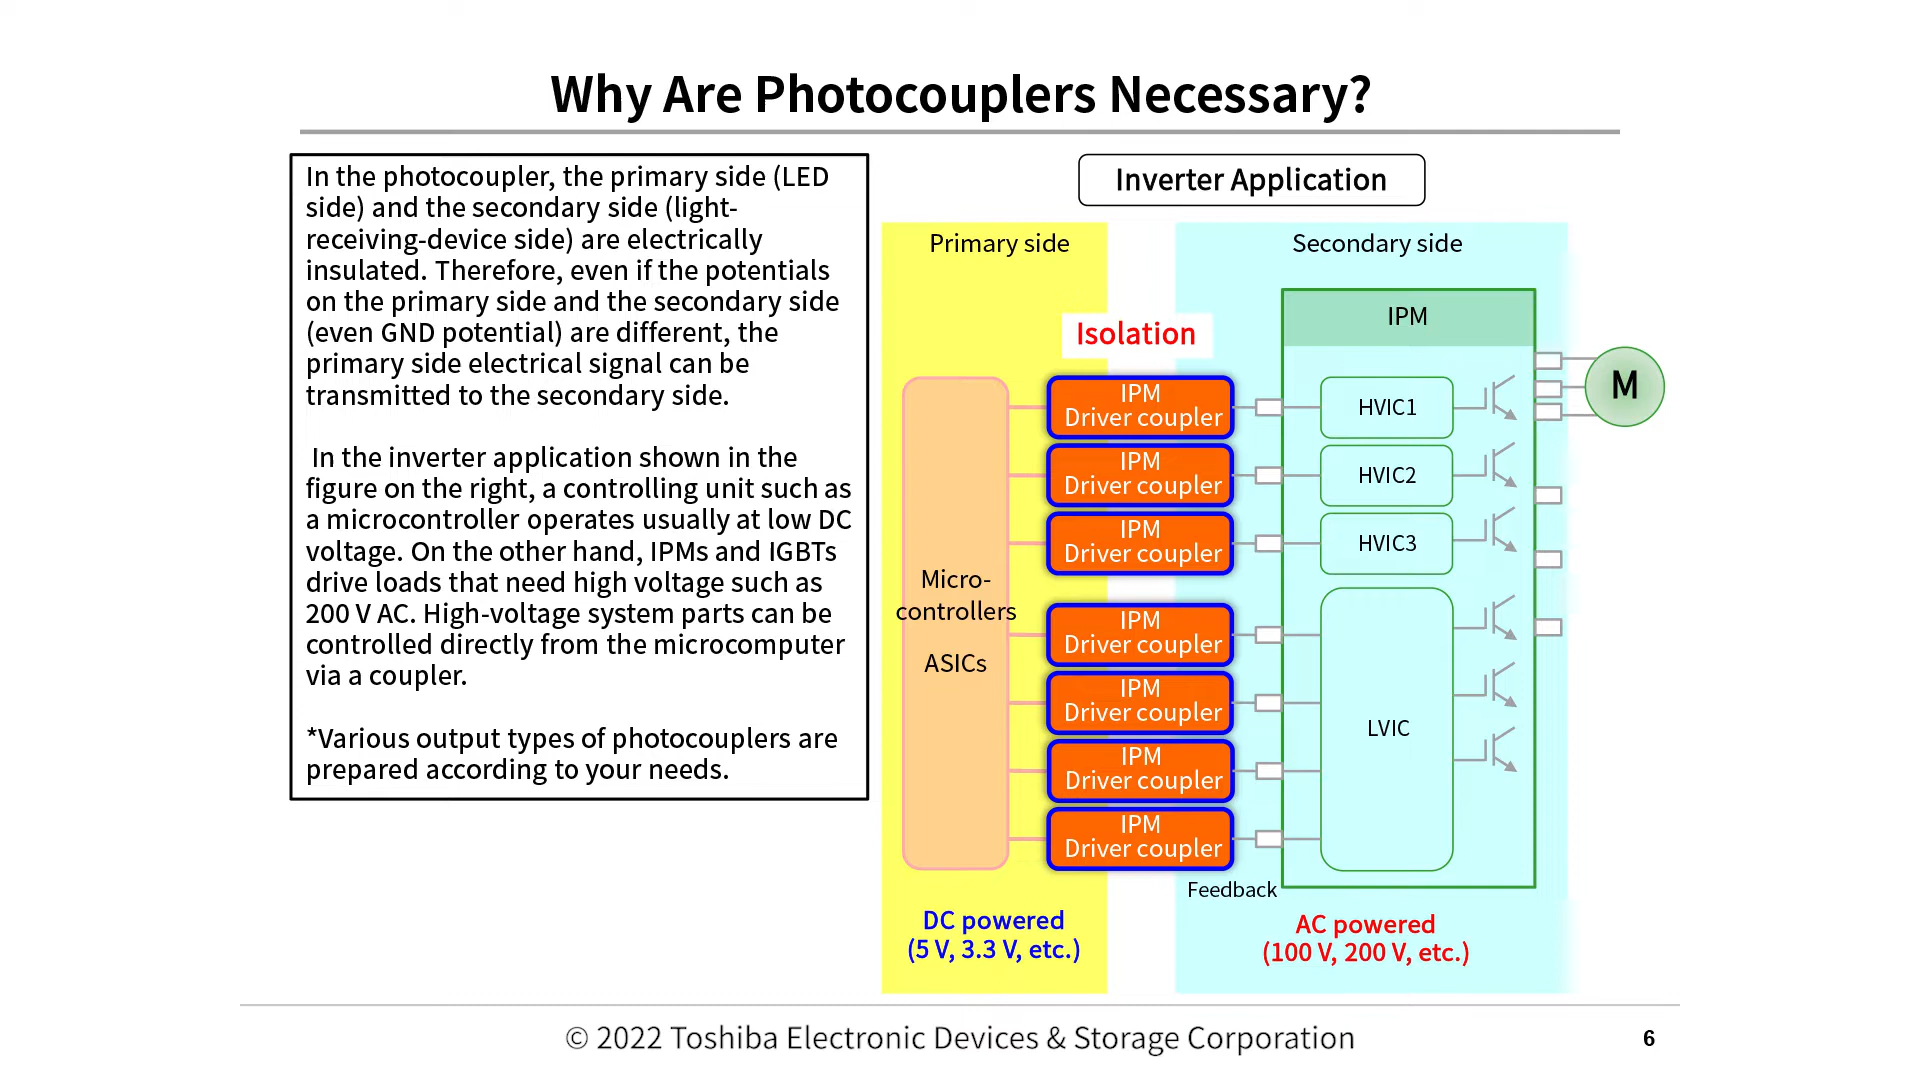 Why Are Photocouplers Necessary?
In the photocoupler, the primary side (LED
side) and the secondary side (light-
receiving-device side) are electrically
insulated. Therefore, even if the potentials
on the primary side and the secondary side
(even GND potential) are different, the
primary side electrical signal can be
transmitted to the secondary side.
In the inverter application shown in the
figure on the right, a controlling unit such as
a microcontroller operates usually at low DC
voltage. On the other hand, IPMs and IGBTs
drive loads that need high voltage such as
200 V AC. High-voltage system parts can be
controlled directly from the microcomputer
via a coupler.
*Various output types of photocouplers are
prepared according to your needs.
Inverter Application
Primary side
Secondary side
Isolation
IPM
Micro-
controllers
ASICs
IPM
Driver coupler
IPM
Driver coupler
IPM
Driver coupler
IPM
Driver coupler
IPM
Driver coupler
IPM
Driver coupler
IPM
Driver coupler
HVIC1
HVIC2
HVIC3
LVIC
M
Feedback
DC powered
(5 V, 3.3 V, etc.)
AC powered
(100 V, 200 V, etc.)
© 2022 Toshiba Electronic Devices & Storage Corporation
6